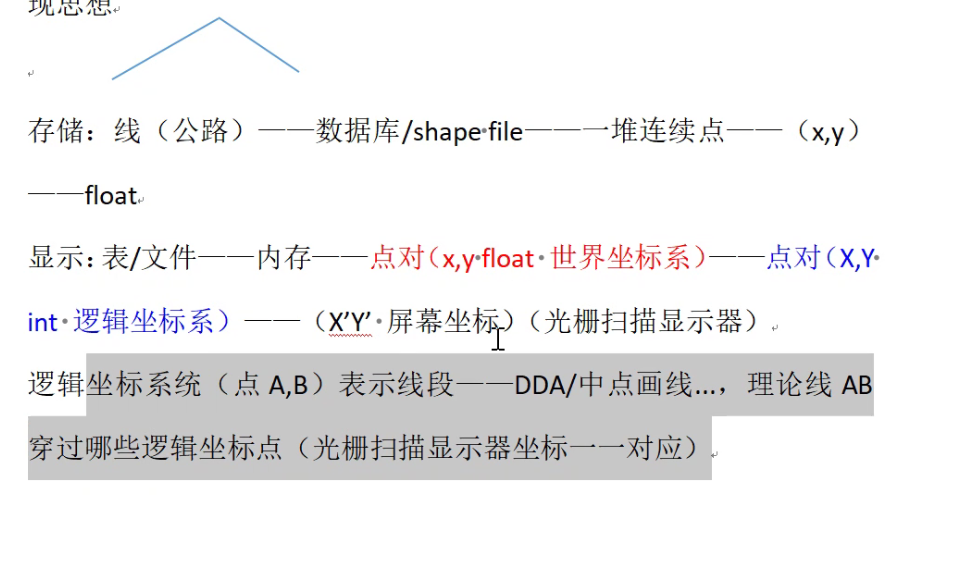 现思想
存储：线（公路）——数据库/shape file——一堆连续点——（x,y）
——float
显示：表/文件——内存——点对（x,y float 世界坐标系）——点对（X,Y
int 逻辑坐标系）——（X’Y’ 屏幕坐标）（光栅扫描显示器）
逻辑坐标系统（点 A,B）表示线段——DDA/中点画线...，理论线 AB
穿过哪些逻辑坐标点（光栅扫描显示器坐标一一对应）